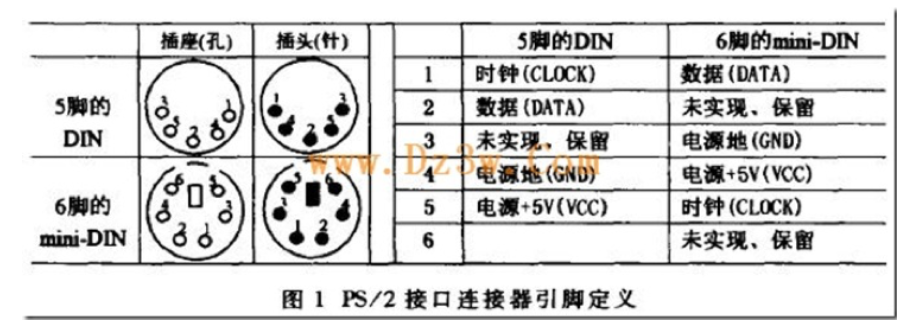 插座(孔) 插头(针) 5脚的DIN 6脚的mini-DIN
1 时钟(CLOCK) 数据(DATA)
5脚的 2 数据(DATA) 未实现、保留
DIN 3 未实现、保留 电源地(GND)
www.Dz3w.Com
4 电源地(GND) 电源+5V(VCC)
6脚的 5 电源+5V(VCC) 时钟(CLOCK)
mini-DIN 6 未实现、保留
3 1 5 4 2
1 3 4 5 2
6 5 4 3 2 1
5 6 3 4 1 2
图 1 PS/2 接口连接器引脚定义